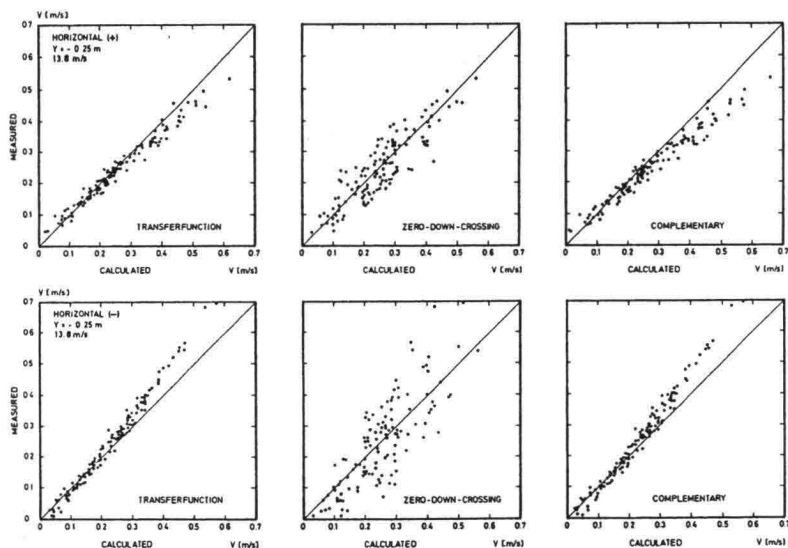 V [m/s]
0.7
HORIZONTAL (+)
Y = - 0.25 m
13.8 m/s
0.6
0.5
0.4
MEASURED
0.3
0.2
0.1
0
TRANSFERFUNCTION
ZERO-DOWN-CROSSING
COMPLEMENTARY
0 0.1 0.2 0.3 0.4 0.5 0.6 0.7
0 0.1 0.2 0.3 0.4 0.5 0.6 0.7
0 0.1 0.2 0.3 0.4 0.5 0.6 0.7
CALCULATED V [m/s]
CALCULATED V [m/s]
CALCULATED V [m/s]
V [m/s]
0.7
HORIZONTAL (—)
Y = - 0.25 m
13.8 m/s
0.6
0.5
0.4
MEASURED
0.3
0.2
0.1
0
TRANSFERFUNCTION
ZERO-DOWN-CROSSING
COMPLEMENTARY
0 0.1 0.2 0.3 0.4 0.5 0.6 0.7
0 0.1 0.2 0.3 0.4 0.5 0.6 0.7
0 0.1 0.2 0.3 0.4 0.5 0.6 0.7
CALCULATED V [m/s]
CALCULATED V [m/s]
CALCULATED V [m/s]